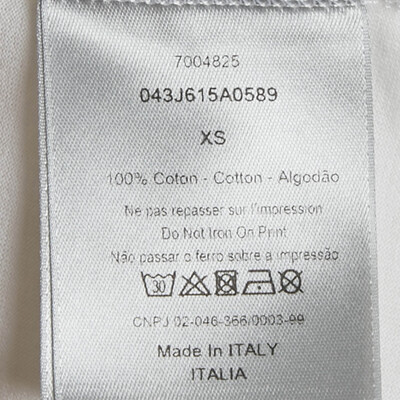 7004825
043J615A0589
XS
100% Coton - Cotton - Algodão
Ne pas repasser sur l'impression
Do Not Iron On Print
Não passar o ferro sobre a impressão
30
CNPJ 02-046-366/0003-99
Made In ITALY
ITALIA